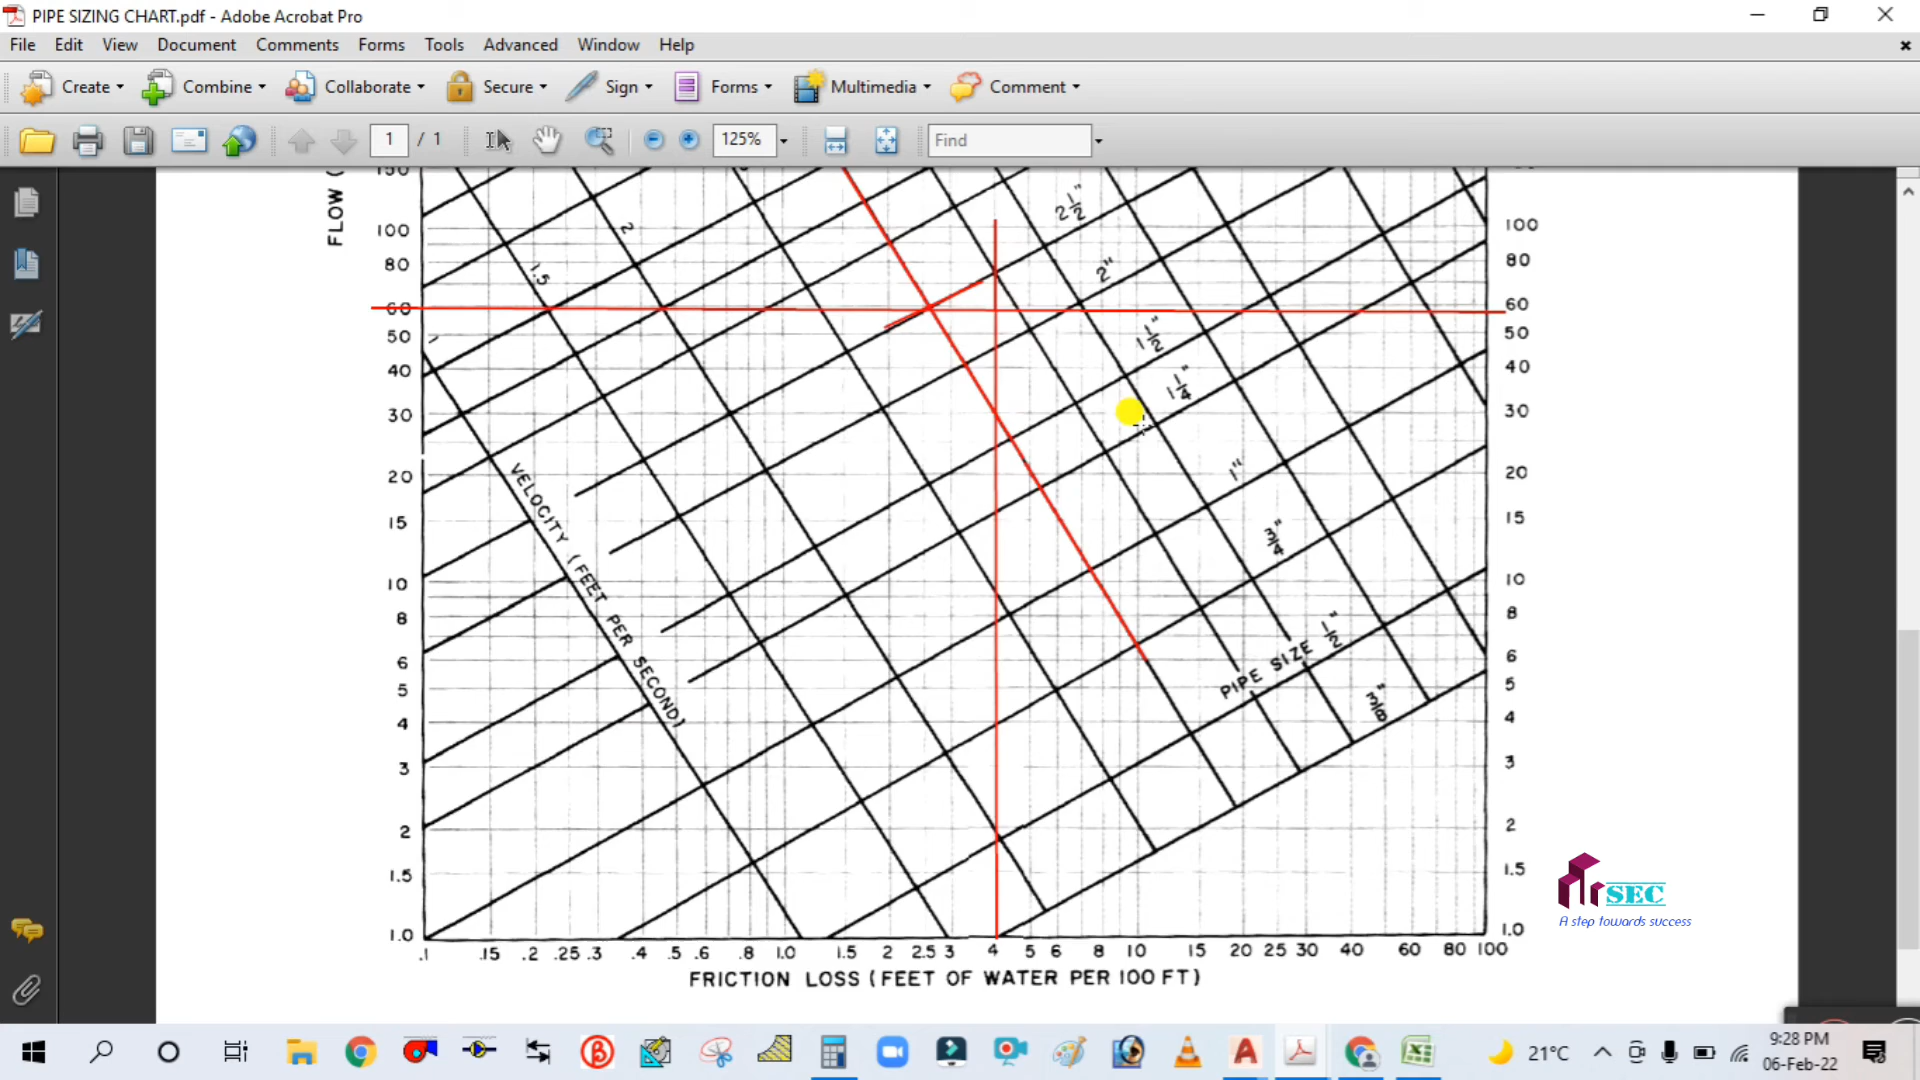 PIPE SIZING CHART.pdf - Adobe Acrobat Pro
File Edit View Document Comments Forms Tools Advanced Window Help
Create Combine Collaborate Secure Sign Forms Multimedia Comment
1 / 1 125% Find
FLOW (
150
100 100
80 80
60 60
50 50
40 40
30 30
20 20
15 15
10 10
8 8
6 6
5 5
4 4
3 3
2 2
1.5 1.5
1.0 1.0
1
1.5
2
VELOCITY (FEET PER SECOND)
2 1/2"
2"
1 1/2"
1 1/4"
1"
3/4"
1/2"
3/8"
PIPE SIZE
.1 .15 .2 .25 .3 .4 .5 .6 .8 1.0 1.5 2 2.5 3 4 5 6 8 10 15 20 25 30 40 60 80 100
FRICTION LOSS (FEET OF WATER PER 100 FT)
SEC
A step towards success
21°C
9:28 PM
06-Feb-22